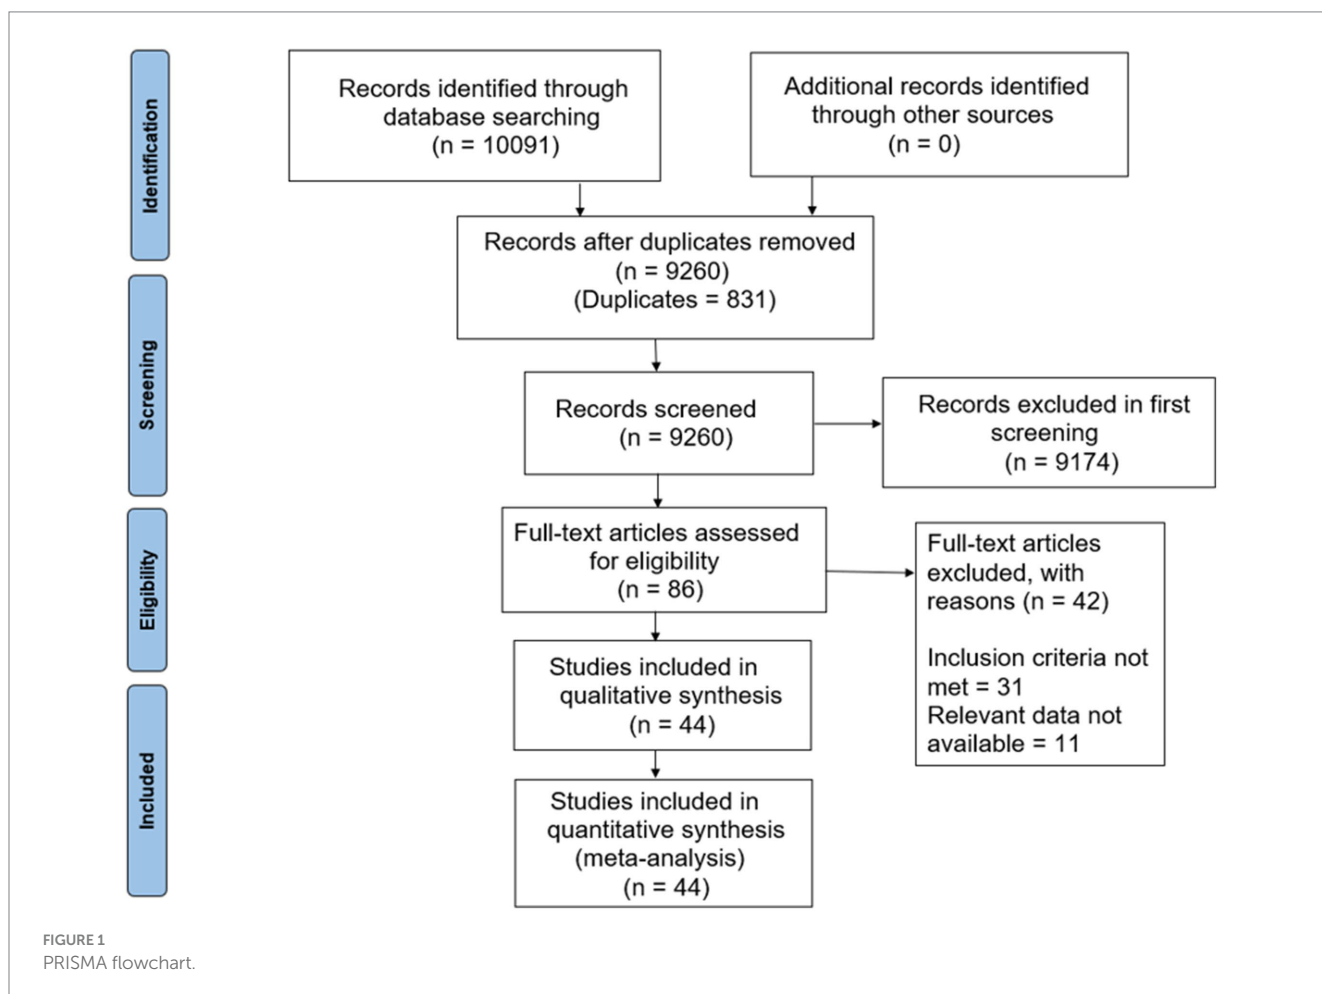 Identification
Records identified through
database searching
(n = 10091)
Additional records identified
through other sources
(n = 0)
Records after duplicates removed
(n = 9260)
(Duplicates = 831)
Screening
Records screened
(n = 9260)
Records excluded in first
screening
(n = 9174)
Eligibility
Full-text articles assessed
for eligibility
(n = 86)
Full-text articles
excluded, with
reasons (n = 42)
Inclusion criteria not
met = 31
Relevant data not
available = 11
Studies included in
qualitative synthesis
(n = 44)
Included
Studies included in
quantitative synthesis
(meta-analysis)
(n = 44)
FIGURE 1
PRISMA flowchart.